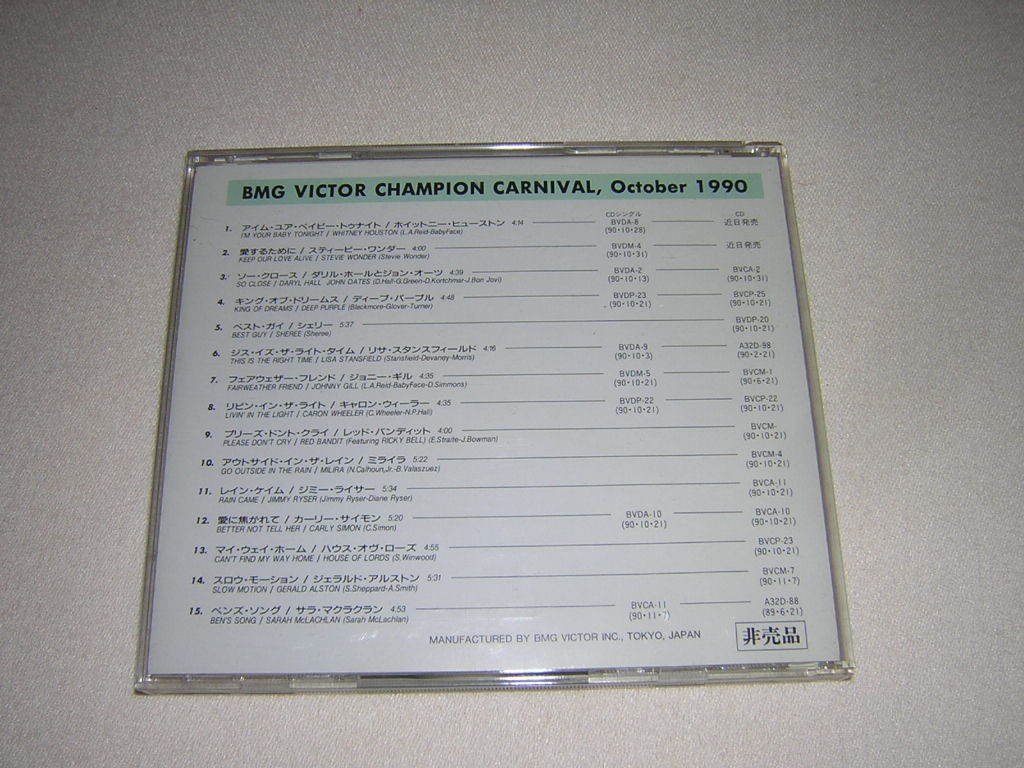 BMG VICTOR CHAMPION CARNIVAL, October 1990
CDシングル CD
1. アイム・ユア・ベイビー・トゥナイト / ホイットニー・ヒューストン 4:14 BVDA-8 近日発売
I'M YOUR BABY TONIGHT / WHITNEY HOUSTON (L.A.Reid-BabyFace) (90・10・28)
2. 愛するために / スティービー・ワンダー 4:00 BVDM-4 近日発売
KEEP OUR LOVE ALIVE / STEVIE WONDER (Stevie Wonder) (90・10・31)
3. ソー・クロース / ダリル・ホールとジョン・オーツ 4:39 BVDA-2 BVCA-2
SO CLOSE / DARYL HALL JOHN OATES (D.Hall-G.Green-D.Kortchmar-J.Bon Jovi) (90・10・13) (90・10・31)
4. キング・オブ・ドリームス / ディープ・パープル 4:48 BVDP-23 BVCP-25
KING OF DREAMS / DEEP PURPLE (Blackmore-Glover-Turner) (90・10・21) (90・10・21)
5. ベスト・ガイ / シェリー 5:37 BVDP-20
BEST GUY / SHEREE (Sheree) (90・10・21)
6. ジス・イズ・ザ・ライト・タイム / リサ・スタンスフィールド 4:16 BVDA-9 A32D-98
THIS IS THE RIGHT TIME / LISA STANSFIELD (Stansfield-Devaney-Morris) (90・10・3) (90・2・21)
7. フェアウェザー・フレンド / ジョニー・ギル 4:35 BVDM-5 BVCM-1
FAIRWEATHER FRIEND / JOHNNY GILL (L.A.Reid-BabyFace-D.Simmons) (90・10・21) (90・6・21)
8. リビン・イン・ザ・ライト / キャロン・ウィーラー 4:35 BVDP-22 BVCP-22
LIVIN' IN THE LIGHT / CARON WHEELER (C.Wheeler-N.P.Hall) (90・10・21) (90・10・21)
9. プリーズ・ドント・クライ / レッド・バンディット 4:00 BVCM-
PLEASE DON'T CRY / RED BANDIT (Featuring RICKY BELL) (E.Straite-J.Bowman) (90・10・21)
10. アウトサイド・イン・ザ・レイン / ミライラ 5:22 BVCM-4
GO OUTSIDE IN THE RAIN / MILIRA (N.Calhoun,Jr.-B.Valaszuez) (90・10・21)
11. レイン・ケイム / ジミー・ライサー 5:34 BVCA-11
RAIN CAME / JIMMY RYSER (Jimmy Ryser-Diane Ryser) (90・10・21)
12. 愛に焦がれて / カーリー・サイモン 5:20 BVDA-10 BVCA-10
BETTER NOT TELL HER / CARLY SIMON (C.Simon) (90・10・21) (90・10・21)
13. マイ・ウェイ・ホーム / ハウス・オヴ・ローズ 4:55 BVCP-23
CAN'T FIND MY WAY HOME / HOUSE OF LORDS (S.Winwood) (90・10・21)
14. スロウ・モーション / ジェラルド・アルストン 5:31 BVCM-7
SLOW MOTION / GERALD ALSTON (S.Sheppard-A.Smith) (90・11・7)
15. ベンズ・ソング / サラ・マクラクラン 4:53 BVCA-11 A32D-88
BEN'S SONG / SARAH McLACHLAN (Sarah McLachlan) (90・11・7) (89・6・21)
MANUFACTURED BY BMG VICTOR INC., TOKYO, JAPAN 非売品